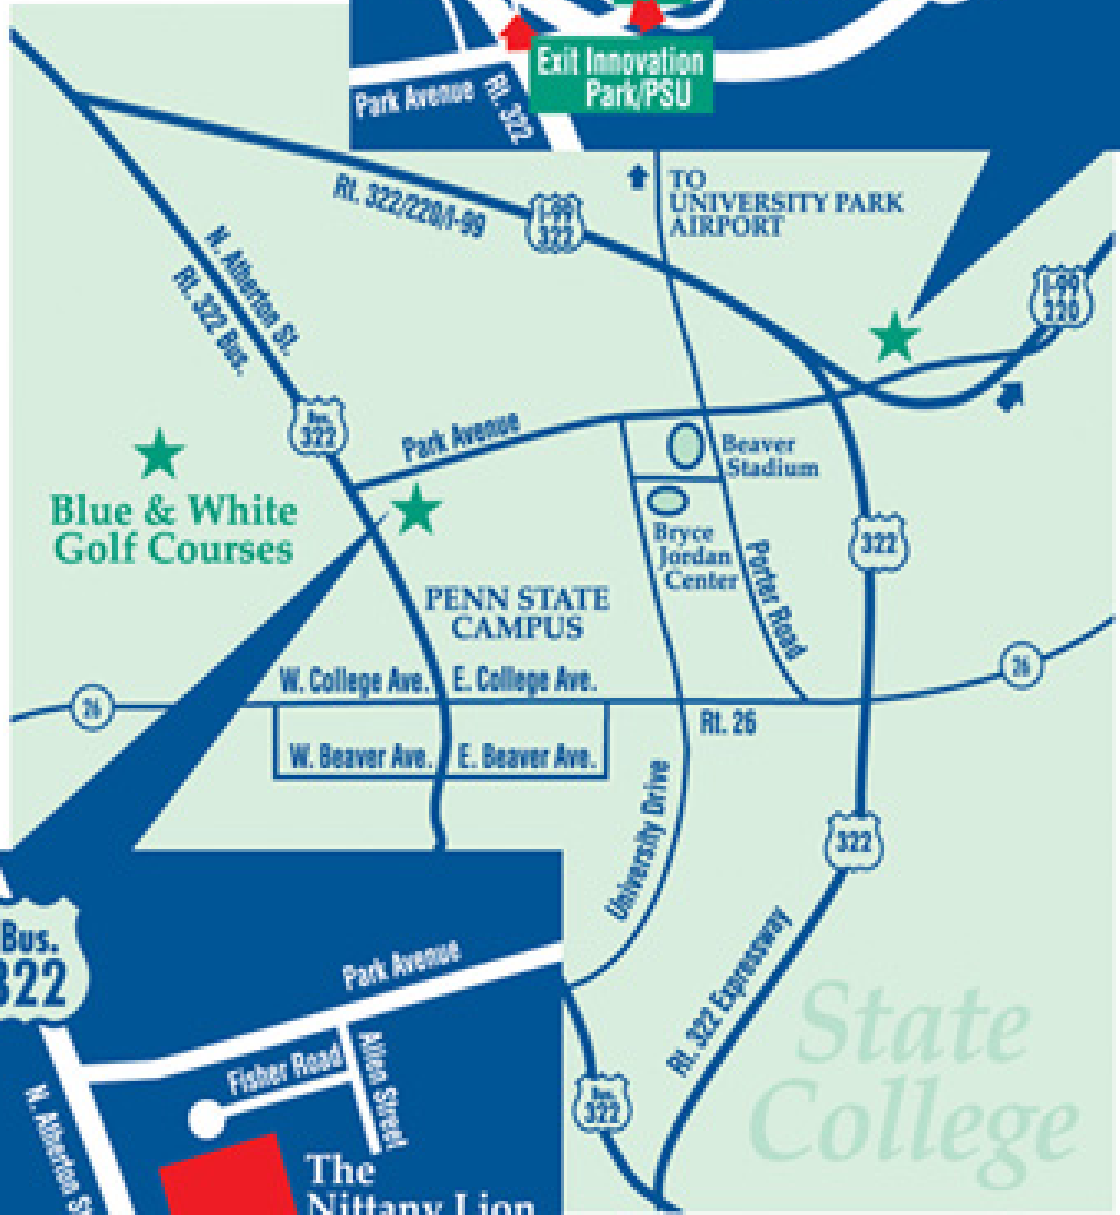 Exit Innovation
Park/PSU
Park Avenue
Rt. 322
TO
UNIVERSITY PARK
AIRPORT
Rt. 322/220/I-99
I-99
322
N. Atherton St.
Rt. 322 Bus.
I-99
220
Bus.
322
Park Avenue
Beaver
Stadium
Blue & White
Golf Courses
Bryce
Jordan
Center
Porter Road
322
PENN STATE
CAMPUS
W. College Ave.
E. College Ave.
26
26
Rt. 26
W. Beaver Ave.
E. Beaver Ave.
University Drive
322
Bus.
322
Park Avenue
Rt. 322 Expressway
State
College
Fisher Road
Allen Street
N. Atherton St
Bus.
322
The
Nittany Lion